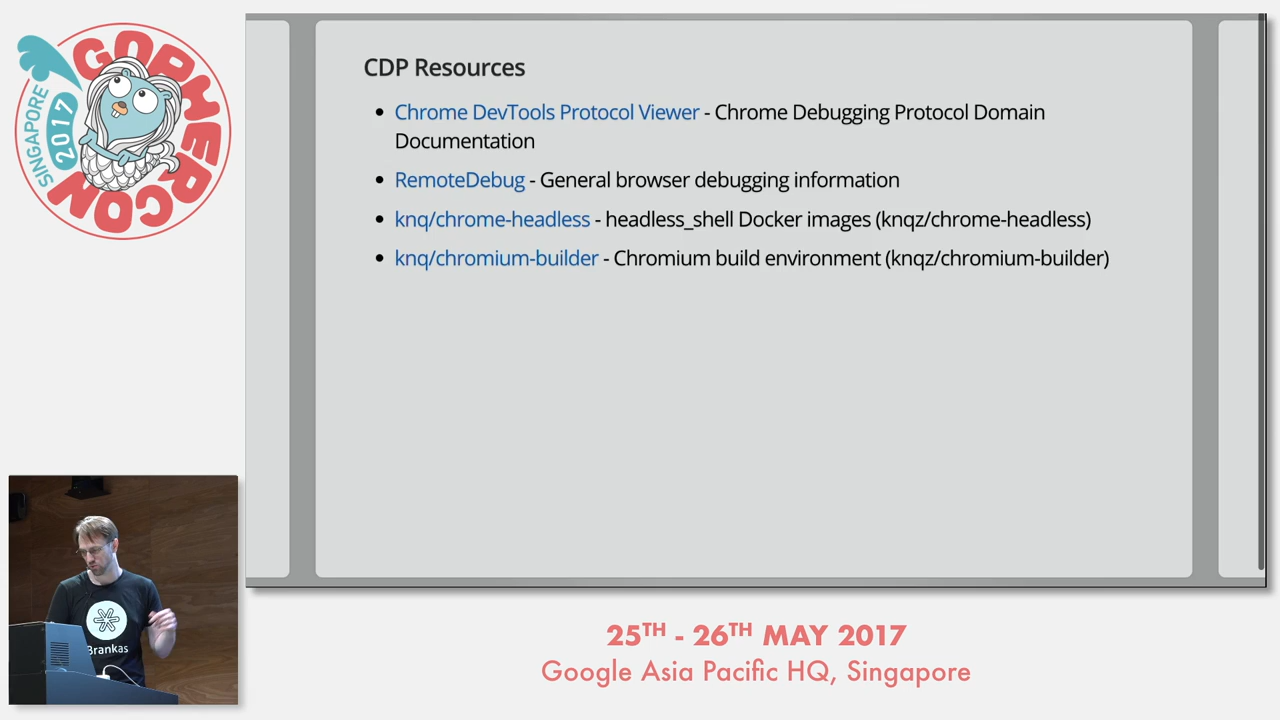 GOPHERCON
SINGAPORE
2017
CDP Resources
• Chrome DevTools Protocol Viewer - Chrome Debugging Protocol Domain
Documentation
• RemoteDebug - General browser debugging information
• knq/chrome-headless - headless_shell Docker images (knqz/chrome-headless)
• knq/chromium-builder - Chromium build environment (knqz/chromium-builder)
Brankas
25TH - 26TH MAY 2017
Google Asia Pacific HQ, Singapore